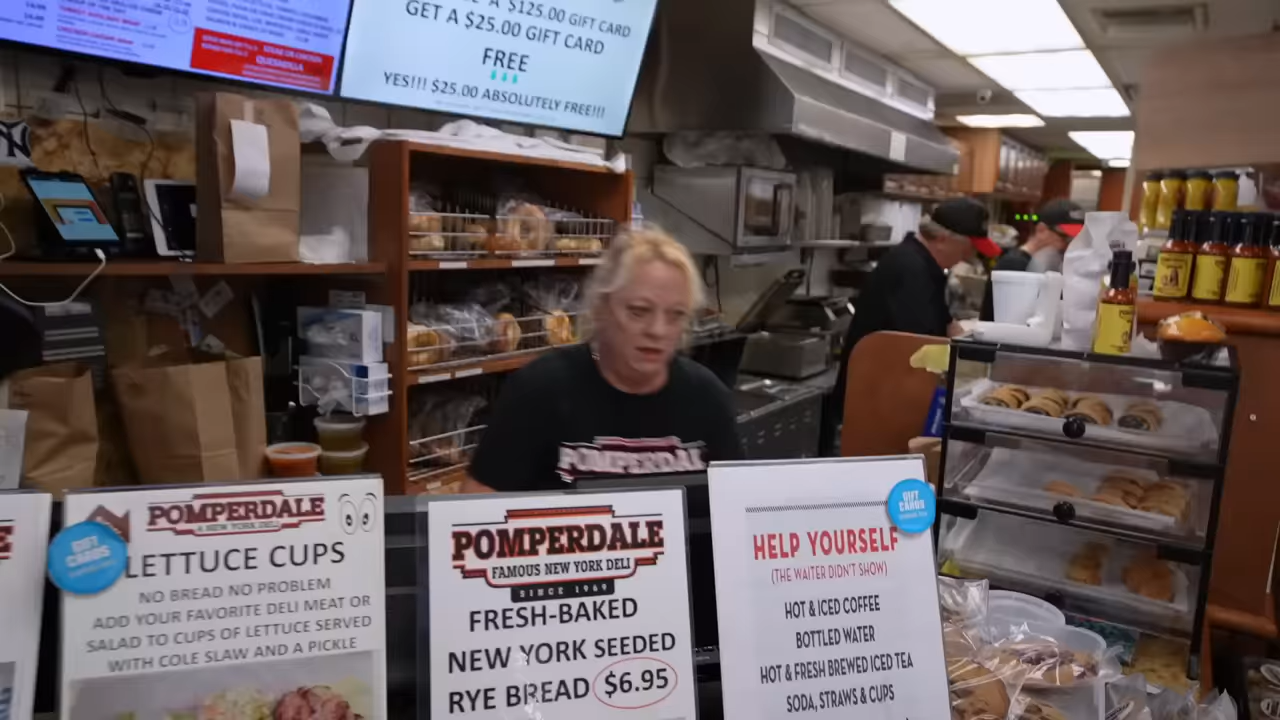 A $125.00 GIFT CARD
GET A $25.00 GIFT CARD
FREE
YES!!! $25.00 ABSOLUTELY FREE!!!
STEAK OR CHICKEN
QUESADILLA
POMPERDALE
GIFT
CARDS
POMPERDALE
A NEW YORK DELI
LETTUCE CUPS
NO BREAD NO PROBLEM
ADD YOUR FAVORITE DELI MEAT OR
SALAD TO CUPS OF LETTUCE SERVED
WITH COLE SLAW AND A PICKLE
POMPERDALE
FAMOUS NEW YORK DELI
SINCE 1969
FRESH-BAKED
NEW YORK SEEDED
RYE BREAD $6.95
GIFT
CARDS
HELP YOURSELF
(THE WAITER DIDN'T SHOW)
HOT & ICED COFFEE
BOTTLED WATER
HOT & FRESH BREWED ICED TEA
SODA, STRAWS & CUPS